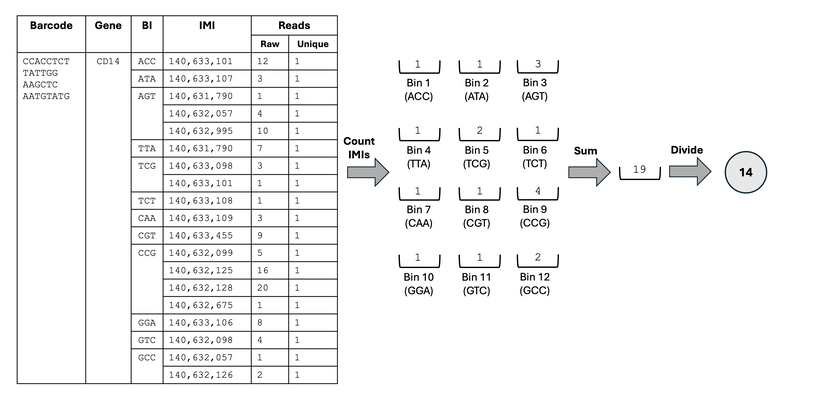 Barcode Gene BI IMI Reads
Raw Unique
CCACCTCT CD14 ACC 140,633,101 12 1
TATTGG
AAGCTC
AATGTATG
ATA 140,633,107 3 1
AGT 140,631,790 1 1
140,632,057 4 1
140,632,995 10 1
TTA 140,631,790 7 1
TCG 140,633,098 3 1
140,633,101 1 1
TCT 140,633,108 1 1
CAA 140,633,109 3 1
CGT 140,633,455 9 1
CCG 140,632,099 5 1
140,632,125 16 1
140,632,128 20 1
140,632,675 1 1
GGA 140,633,106 8 1
GTC 140,632,098 4 1
GCC 140,632,057 1 1
140,632,126 2 1
Count
IMIs
1 1 3
Bin 1 Bin 2 Bin 3
(ACC) (ATA) (AGT)
1 2 1
Bin 4 Bin 5 Bin 6
(TTA) (TCG) (TCT)
1 1 4
Bin 7 Bin 8 Bin 9
(CAA) (CGT) (CCG)
1 1 2
Bin 10 Bin 11 Bin 12
(GGA) (GTC) (GCC)
Sum
19
Divide
14